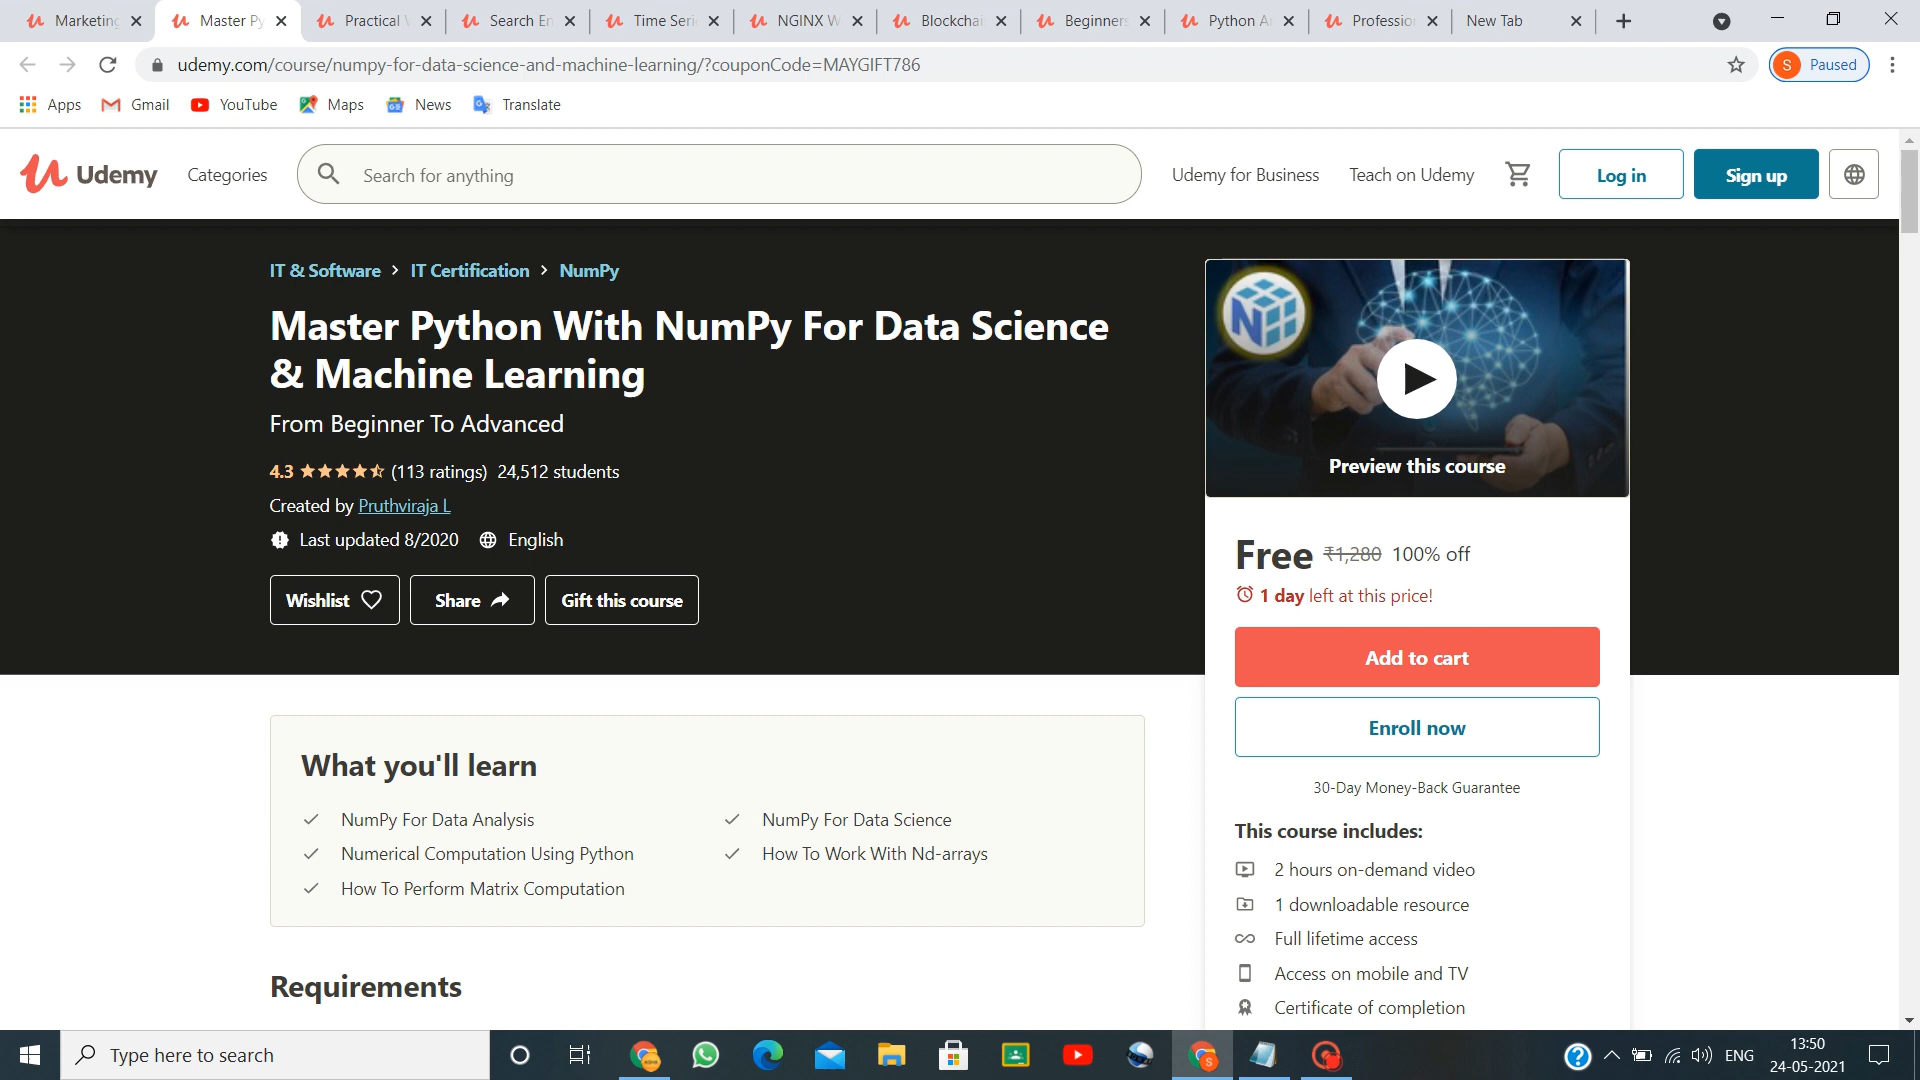 Marketing
Master Py
Practical
Search En
Time Seri
NGINX W
Blockchai
Beginners
Python A
Professio
New Tab
udemy.com/course/numpy-for-data-science-and-machine-learning/?couponCode=MAYGIFT786
S Paused
Apps Gmail YouTube Maps News Translate
Udemy Categories Search for anything Udemy for Business Teach on Udemy Log in Sign up
IT & Software > IT Certification > NumPy
Master Python With NumPy For Data Science
& Machine Learning
From Beginner To Advanced
4.3 (113 ratings) 24,512 students
Created by Pruthviraja L
Last updated 8/2020 English
Wishlist Share Gift this course
Preview this course
Free ₹1,280 100% off
1 day left at this price!
Add to cart
Enroll now
30-Day Money-Back Guarantee
This course includes:
2 hours on-demand video
1 downloadable resource
Full lifetime access
Access on mobile and TV
Certificate of completion
What you'll learn
NumPy For Data Analysis
NumPy For Data Science
Numerical Computation Using Python
How To Work With Nd-arrays
How To Perform Matrix Computation
Requirements
Type here to search
ENG
13:50
24-05-2021